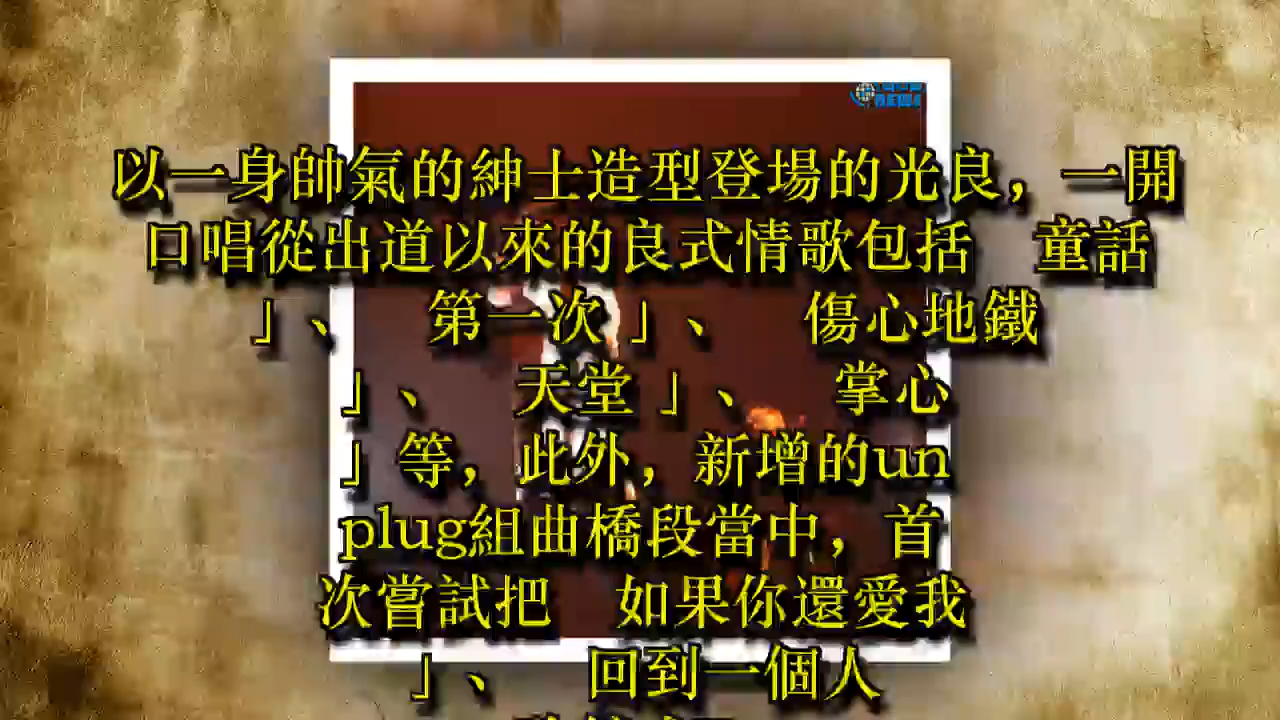 以一身帥氣的紳士造型登場的光良，一開
口唱從出道以來的良式情歌包括　童話
」、　第一次 」、　傷心地鐵
」、　天堂 」、　掌心
」等，此外，新增的un
plug組曲橋段當中，首
次嘗試把　如果你還愛我
」、　回到一個人